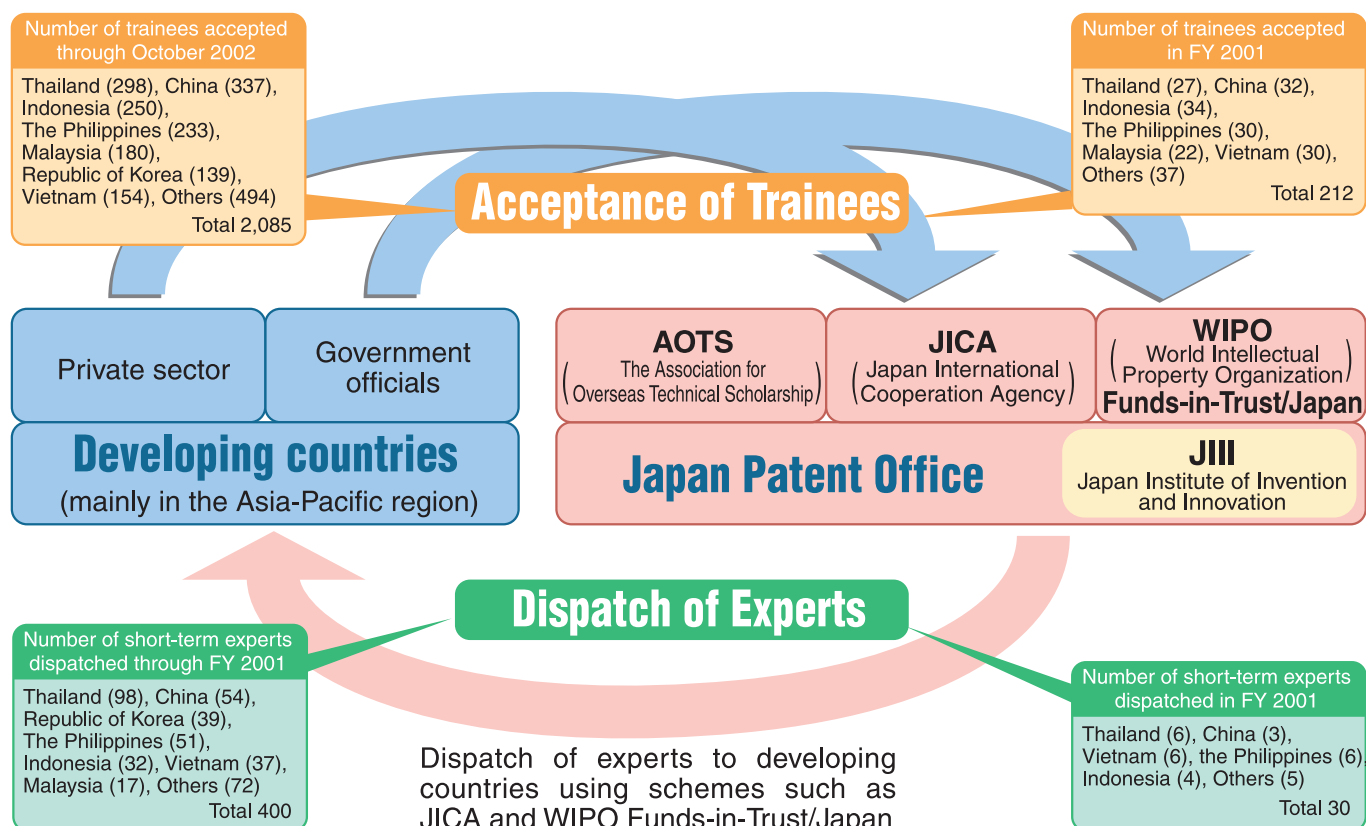 Number of trainees accepted
through October 2002
Thailand (298), China (337),
Indonesia (250),
The Philippines (233),
Malaysia (180),
Republic of Korea (139),
Vietnam (154), Others (494)
Total 2,085
Number of trainees accepted
in FY 2001
Thailand (27), China (32),
Indonesia (34),
The Philippines (30),
Malaysia (22), Vietnam (30),
Others (37)
Total 212
Acceptance of Trainees
Private sector
Government
officials
Developing countries
(mainly in the Asia-Pacific region)
AOTS
(The Association for
Overseas Technical Scholarship)
JICA
(Japan International
Cooperation Agency)
WIPO
(World Intellectual
Property Organization)
Funds-in-Trust/Japan
Japan Patent Office
JIII
Japan Institute of Invention
and Innovation
Dispatch of Experts
Number of short-term experts
dispatched through FY 2001
Thailand (98), China (54),
Republic of Korea (39),
The Philippines (51),
Indonesia (32), Vietnam (37),
Malaysia (17), Others (72)
Total 400
Dispatch of experts to developing
countries using schemes such as
JICA and WIPO Funds-in-Trust/Japan
Number of short-term experts
dispatched in FY 2001
Thailand (6), China (3),
Vietnam (6), the Philippines (6),
Indonesia (4), Others (5)
Total 30